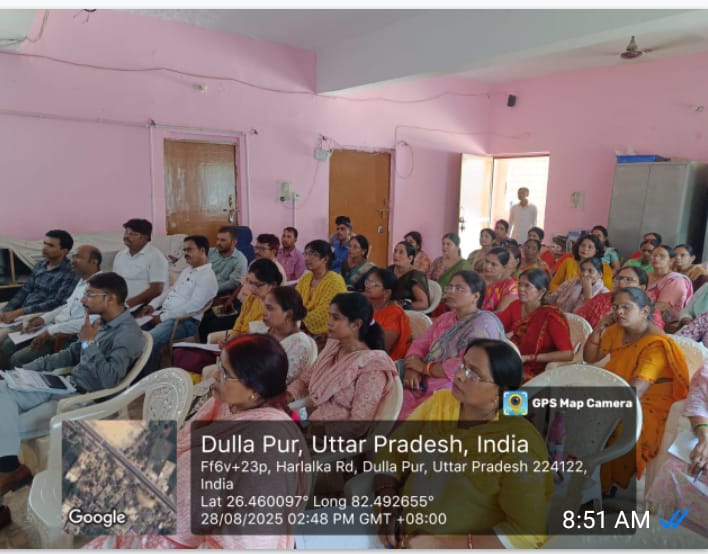 GPS Map Camera
Dulla Pur, Uttar Pradesh, India
Ff6v+23p, Harlalka Rd, Dulla Pur, Uttar Pradesh 224122,
India
Lat 26.460097° Long 82.492655°
28/08/2025 02:48 PM GMT +08:00
Google
8:51 AM